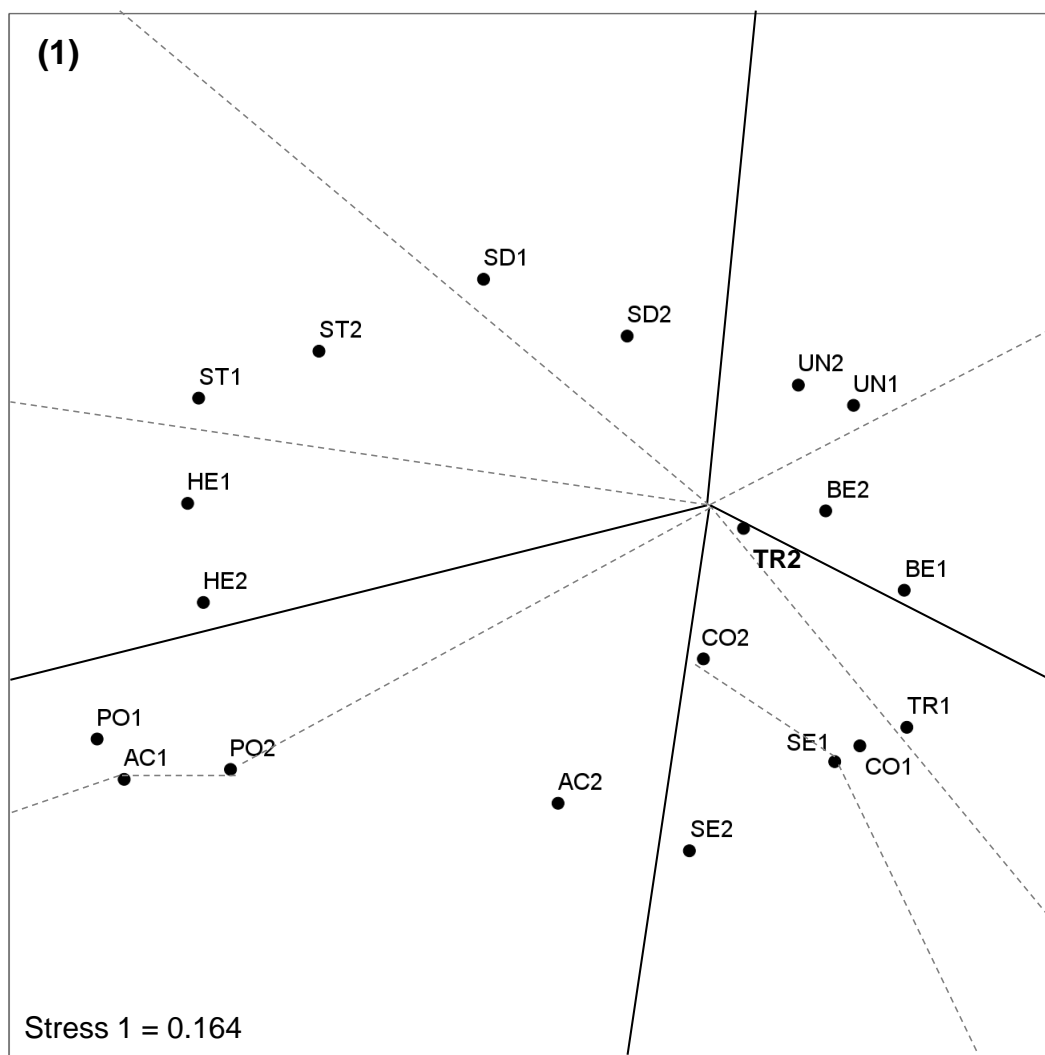 (1)
SD1
SD2
ST2
ST1
UN2
UN1
HE1
BE2
TR2
HE2
BE1
CO2
PO1
TR1
AC1
PO2
SE1
CO1
AC2
SE2
Stress 1 = 0.164